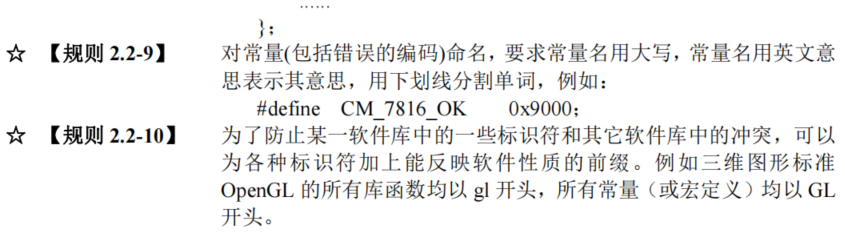 ……
};
☆ 【规则 2.2-9】 对常量(包括错误的编码)命名，要求常量名用大写，常量名用英文意
思表示其意思，用下划线分割单词，例如：
#define CM_7816_OK 0x9000;
☆ 【规则 2.2-10】 为了防止某一软件库中的一些标识符和其它软件库中的冲突，可以
为各种标识符加上能反映软件性质的前缀。例如三维图形标准
OpenGL 的所有库函数均以 gl 开头，所有常量（或宏定义）均以 GL
开头。